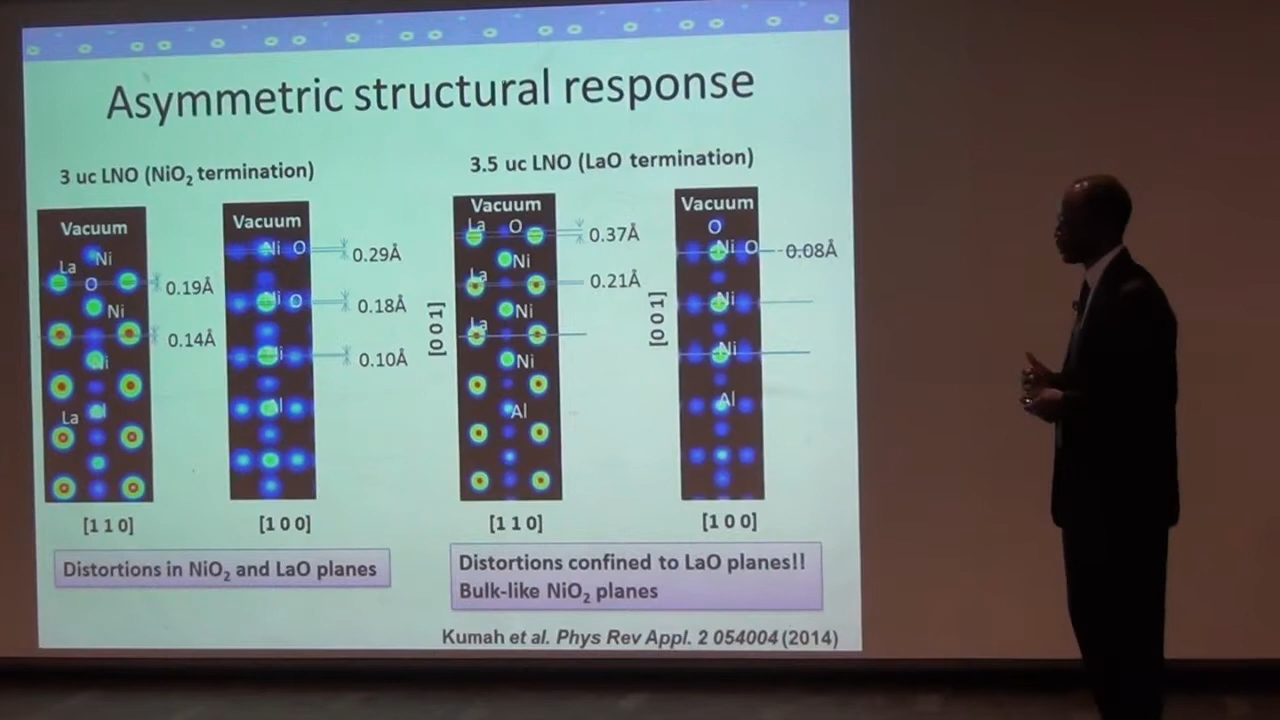 Asymmetric structural response
3 uc LNO (NiO₂ termination)
3.5 uc LNO (LaO termination)
Vacuum
Ni
La
O
Ni
Ni
La
Al
0.19Å
0.14Å
[1 1 0]
Vacuum
Ni O
Ni O
Ni
Al
0.29Å
0.18Å
0.10Å
[1 0 0]
Distortions in NiO₂ and LaO planes
[0 0 1]
Vacuum
La O
Ni
La
Ni
La
Ni
Al
0.37Å
0.21Å
[1 1 0]
[0 0 1]
Vacuum
O
Ni O
Ni
Ni
Al
0.08Å
[1 0 0]
Distortions confined to LaO planes!!
Bulk-like NiO₂ planes
Kumah et al. Phys Rev Appl. 2 054004 (2014)